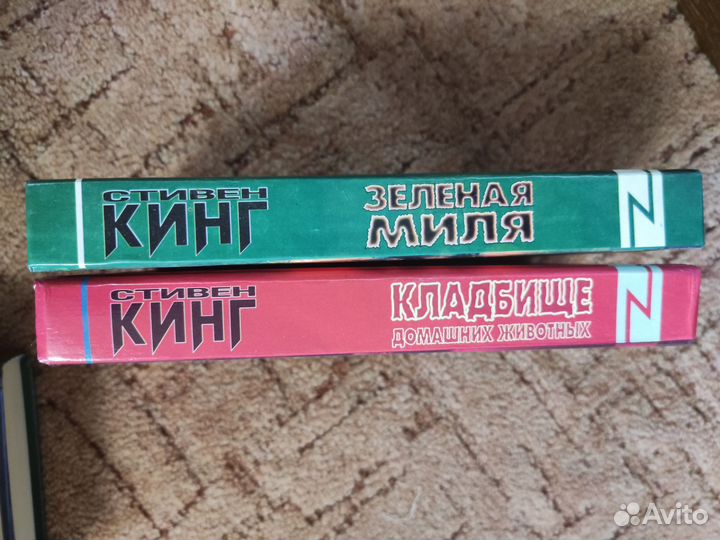 СТИВЕН
КИНГ
ЗЕЛЕНАЯ
МИЛЯ
СТИВЕН
КИНГ
КЛАДБИЩЕ
ДОМАШНИХ ЖИВОТНЫХ
Avito